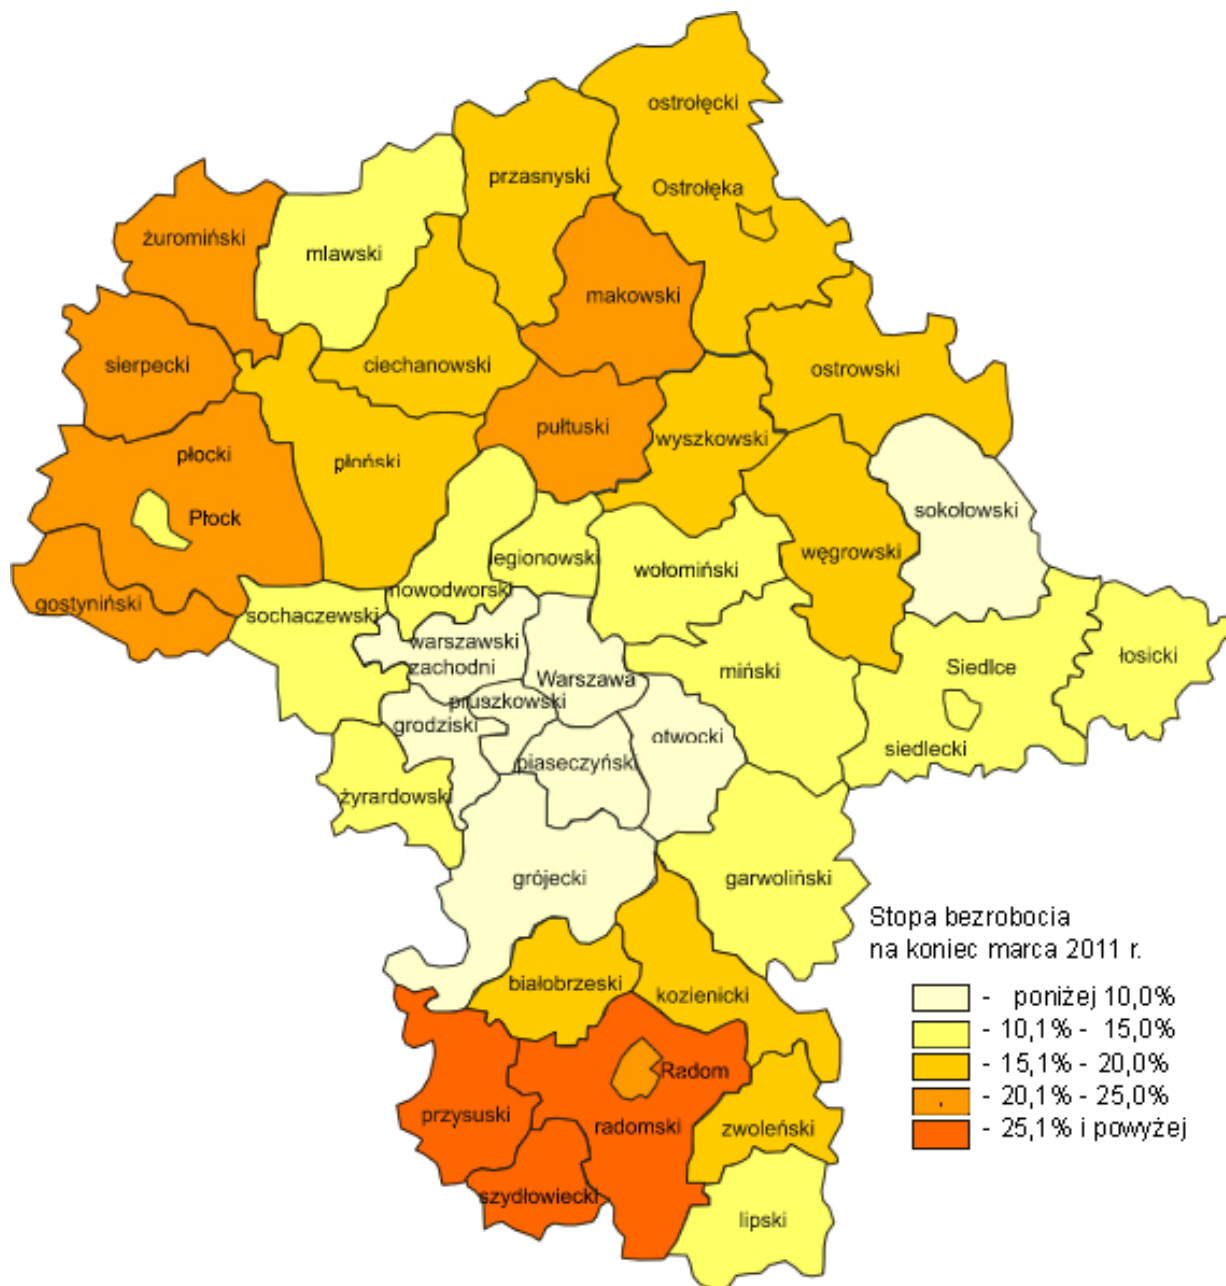 ostrołęcki
przasnyski
Ostrołęka
żuromiński
mlawski
makowski
sierpecki
ciechanowski
ostrowski
pułtuski
wyszkowski
płocki
płoński
sokołowski
Płock
węgrowski
legionowski
wołomiński
nowodworski
gostyniński
sochaczewski
warszawski
zachodni
łosicki
Siedlce
miński
Warszawa
pruszkowski
grodziski
otwocki
siedlecki
piaseczyński
żyrardowski
grójecki
garwoliński
Stopa bezrobocia
na koniec marca 2011 r.
białobrzeski
kozienicki
- poniżej 10,0%
- 10,1% - 15,0%
- 15,1% - 20,0%
- 20,1% - 25,0%
- 25,1% i powyżej
Radom
przysuski
radomski
zwoleński
szydłowiecki
lipski